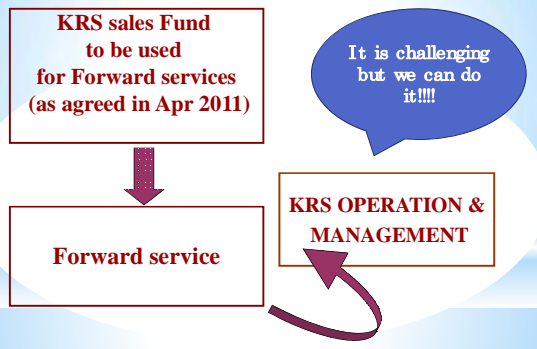 KRS sales Fund
to be used
for Forward services
(as agreed in Apr 2011)
It is challenging
but we can do
it!!!!
KRS OPERATION &
MANAGEMENT
Forward service